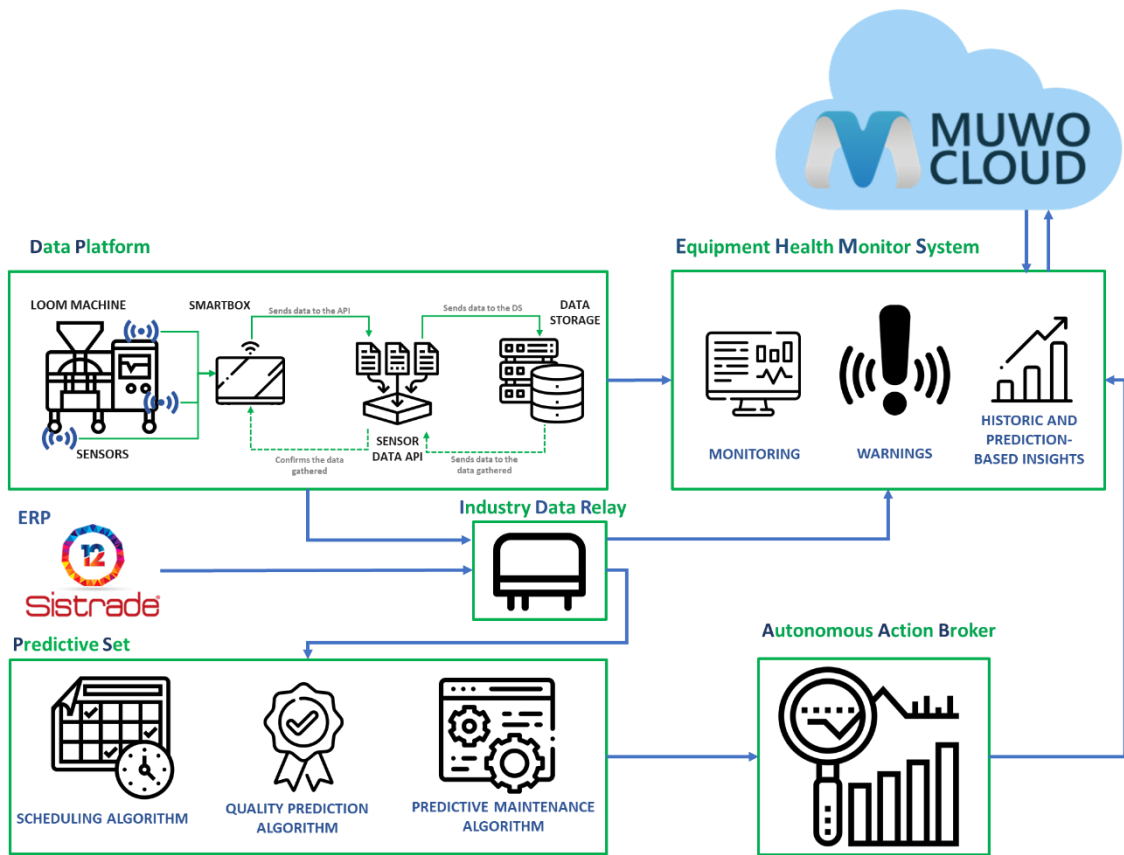 MUWO
CLOUD
Data Platform
Equipment Health Monitor System
LOOM MACHINE
SMARTBOX
Sends data to the API
Sends data to the DS
DATA
STORAGE
SENSORS
Confirms the data
gathered
SENSOR
DATA API
Sends data to the
data gathered
MONITORING
WARNINGS
HISTORIC AND
PREDICTION-
BASED INSIGHTS
ERP
12
Sistrade®
Industry Data Relay
Predictive Set
Autonomous Action Broker
SCHEDULING ALGORITHM
QUALITY PREDICTION
ALGORITHM
PREDICTIVE MAINTENANCE
ALGORITHM